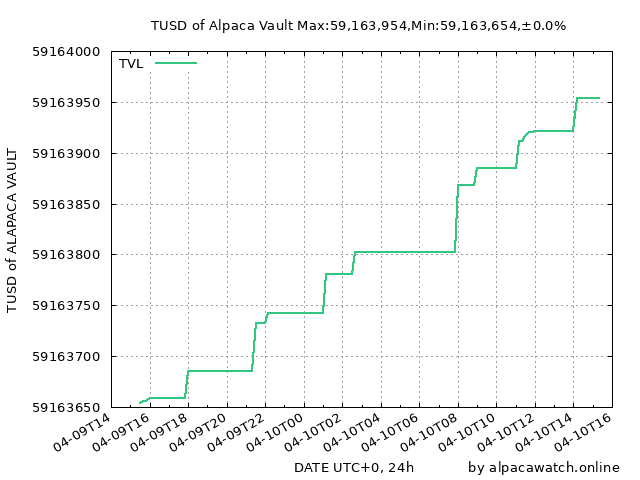 TUSD of Alpaca Vault Max:59,163,954,Min:59,163,654,±0.0%
TVL
59164000
59163950
59163900
59163850
59163800
59163750
59163700
59163650
TUSD of ALAPACA VAULT
04-09T14
04-09T16
04-09T18
04-09T20
04-09T22
04-10T00
04-10T02
04-10T04
04-10T06
04-10T08
04-10T10
04-10T12
04-10T14
04-10T16
DATE UTC+0, 24h
by alpacawatch.online